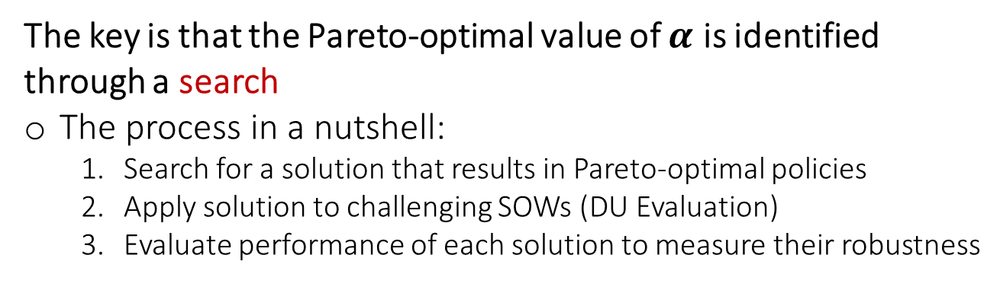 The key is that the Pareto-optimal value of α is identified
through a search
o The process in a nutshell:
1. Search for a solution that results in Pareto-optimal policies
2. Apply solution to challenging SOWs (DU Evaluation)
3. Evaluate performance of each solution to measure their robustness